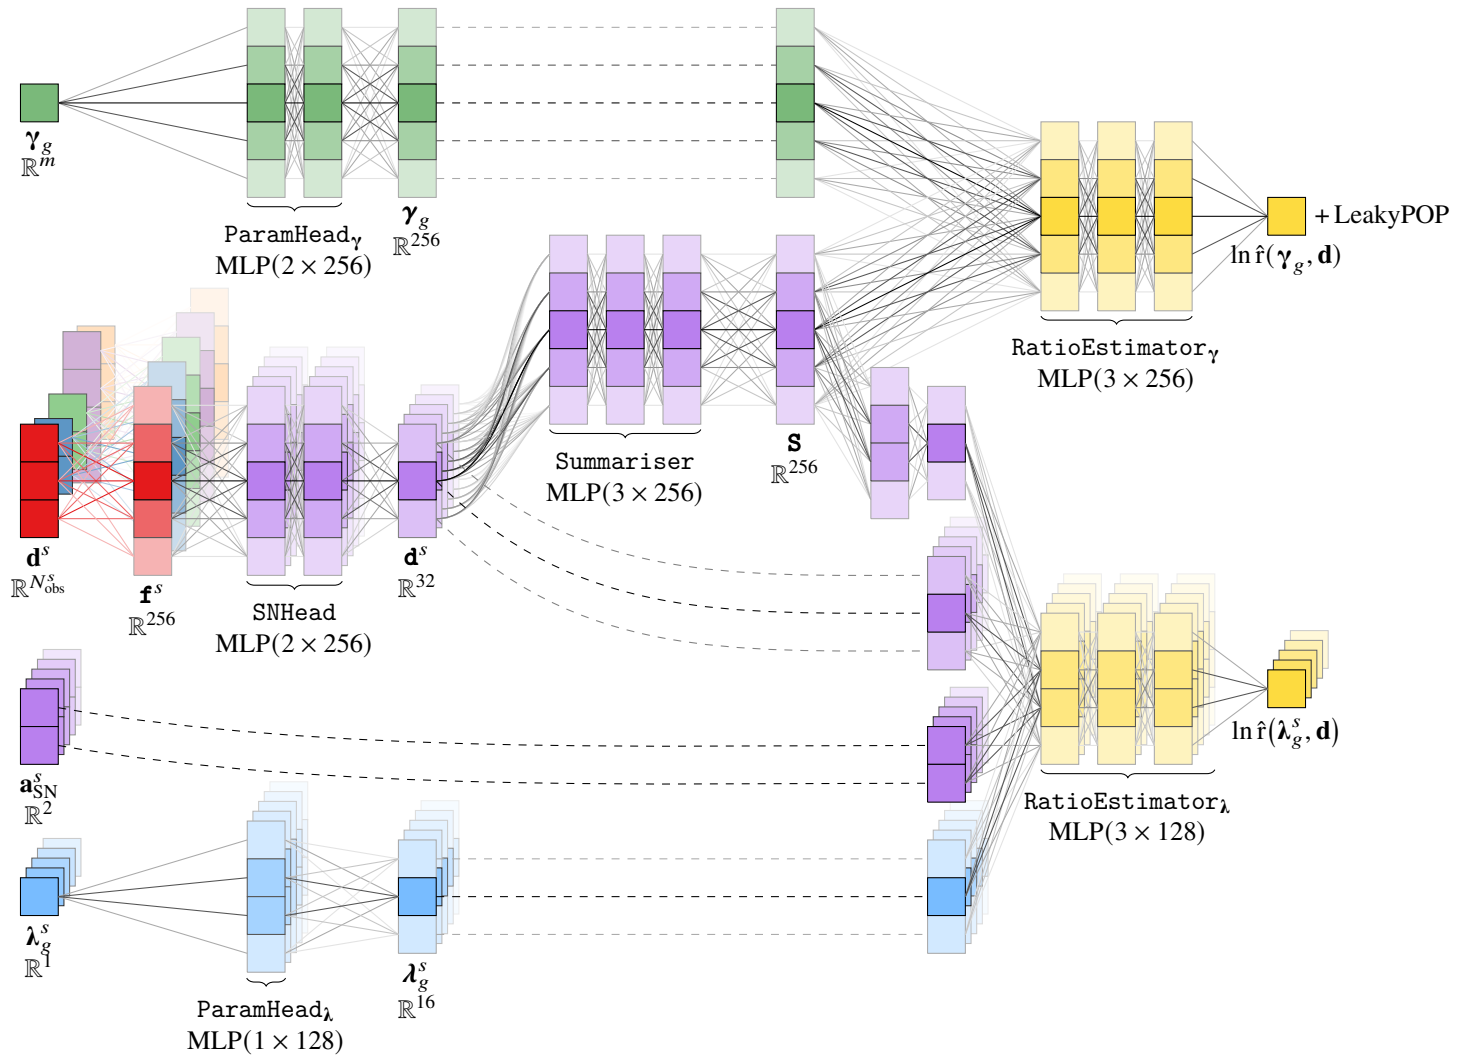 γ_g
ℝ^m
ParamHead_γ
MLP(2 × 256)
γ_g
ℝ^256
+ LeakyPOP
ln r̂(γ_g, d)
RatioEstimator_γ
MLP(3 × 256)
Summariser
MLP(3 × 256)
S
ℝ^256
d^s
ℝ^{N^s_obs}
f^s
ℝ^256
SNHead
MLP(2 × 256)
d^s
ℝ^32
a^s_SN
ℝ^2
ln r̂(λ^s_g, d)
RatioEstimator_λ
MLP(3 × 128)
λ^s_g
ℝ^1
ParamHead_λ
MLP(1 × 128)
λ^s_g
ℝ^16